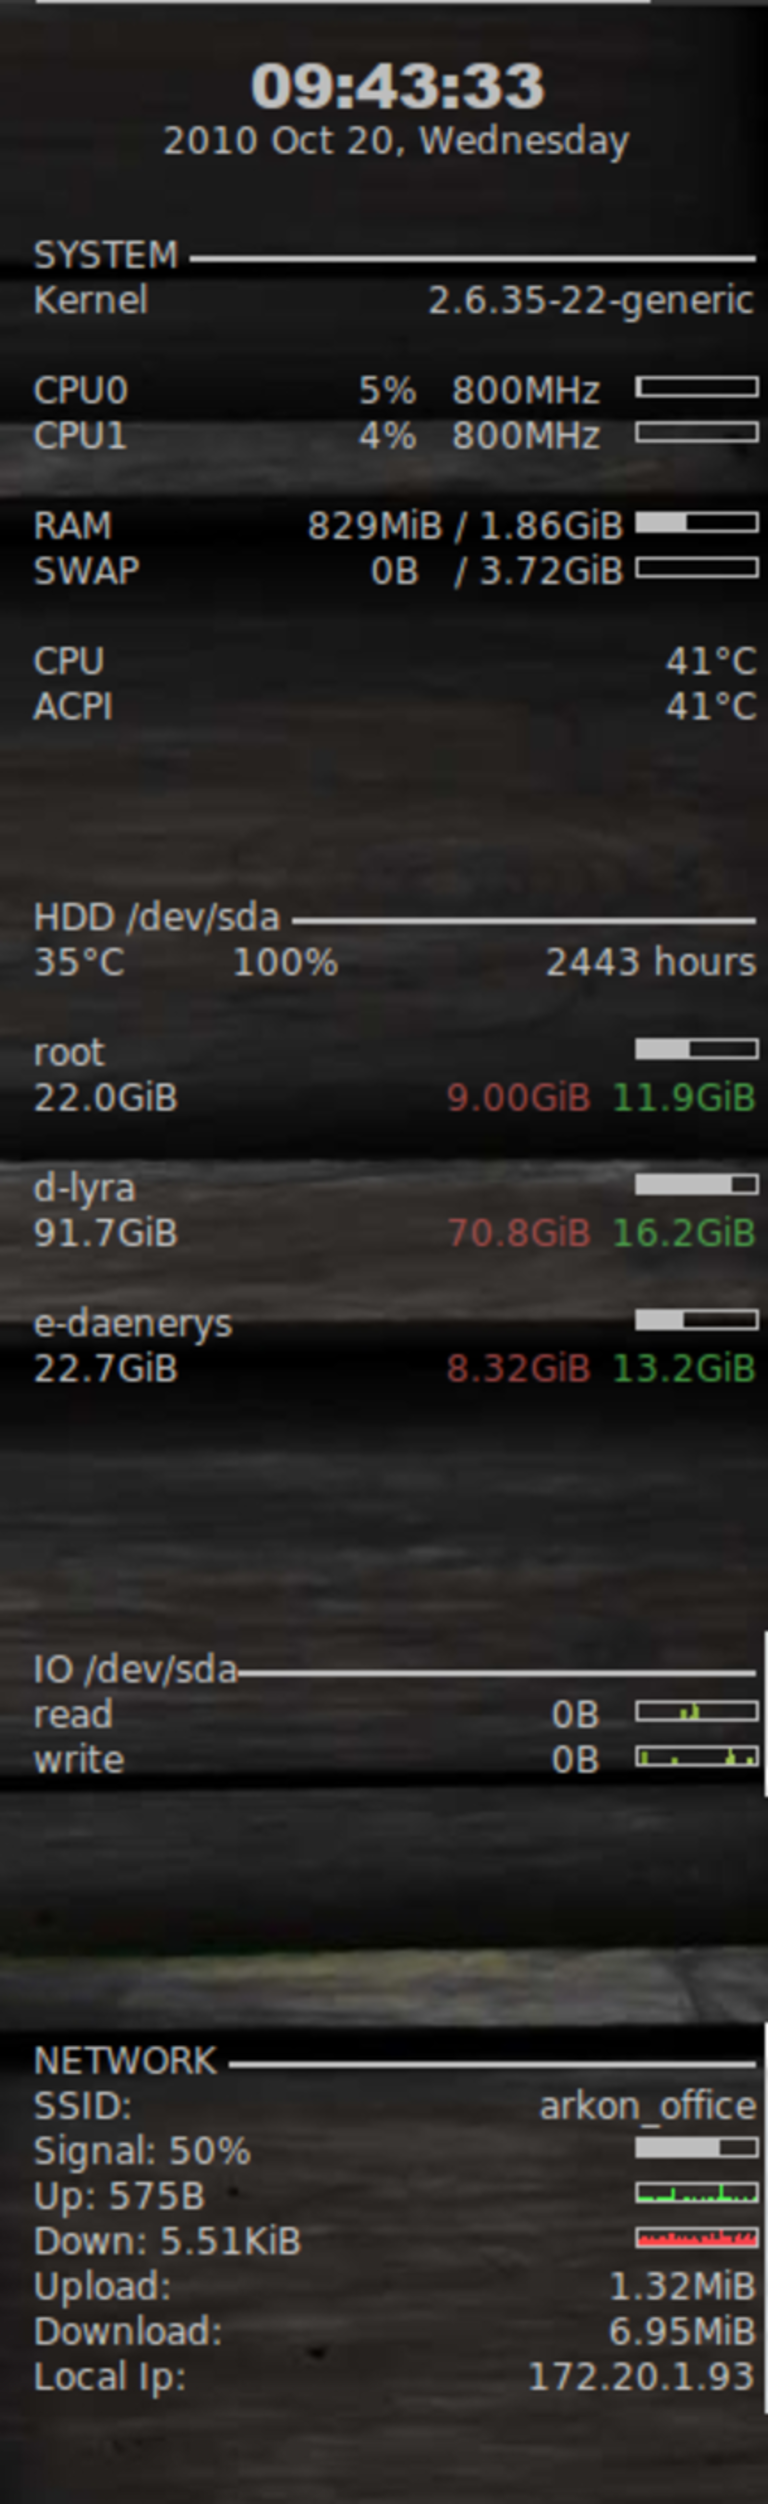 09:43:33
2010 Oct 20, Wednesday
SYSTEM
Kernel 2.6.35-22-generic
CPU0 5% 800MHz
CPU1 4% 800MHz
RAM 829MiB / 1.86GiB
SWAP 0B / 3.72GiB
CPU 41°C
ACPI 41°C
HDD /dev/sda
35°C 100% 2443 hours
root
22.0GiB 9.00GiB 11.9GiB
d-lyra
91.7GiB 70.8GiB 16.2GiB
e-daenerys
22.7GiB 8.32GiB 13.2GiB
IO /dev/sda
read 0B
write 0B
NETWORK
SSID: arkon_office
Signal: 50%
Up: 575B
Down: 5.51KiB
Upload: 1.32MiB
Download: 6.95MiB
Local Ip: 172.20.1.93